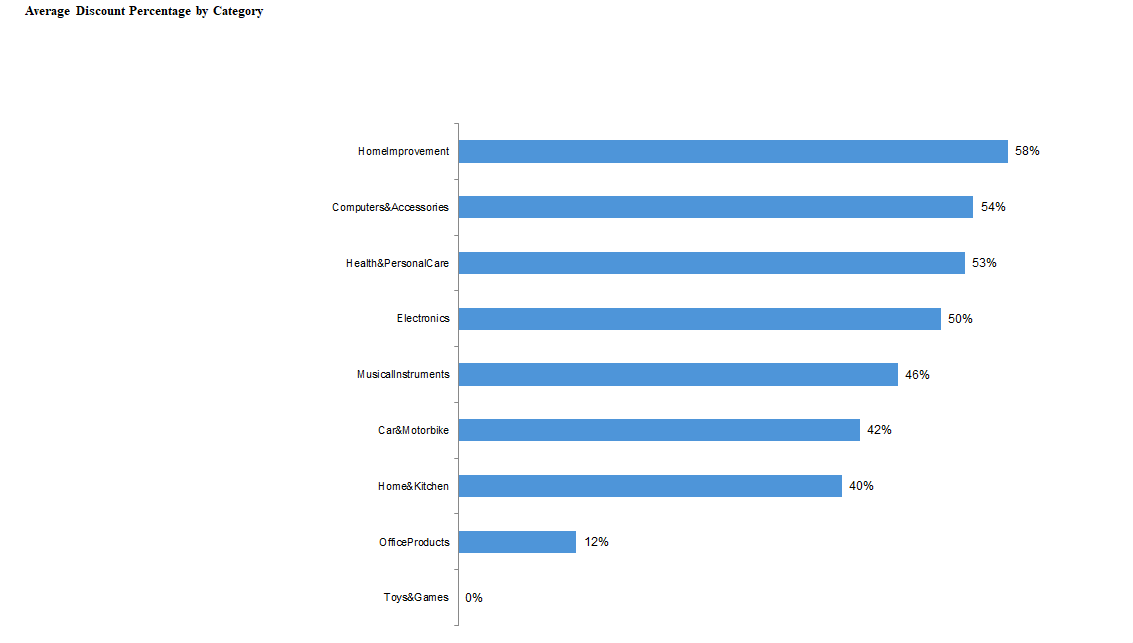 Average Discount Percentage by Category
HomeImprovement 58%
Computers&Accessories 54%
Health&PersonalCare 53%
Electronics 50%
MusicalInstruments 46%
Car&Motorbike 42%
Home&Kitchen 40%
OfficeProducts 12%
Toys&Games 0%